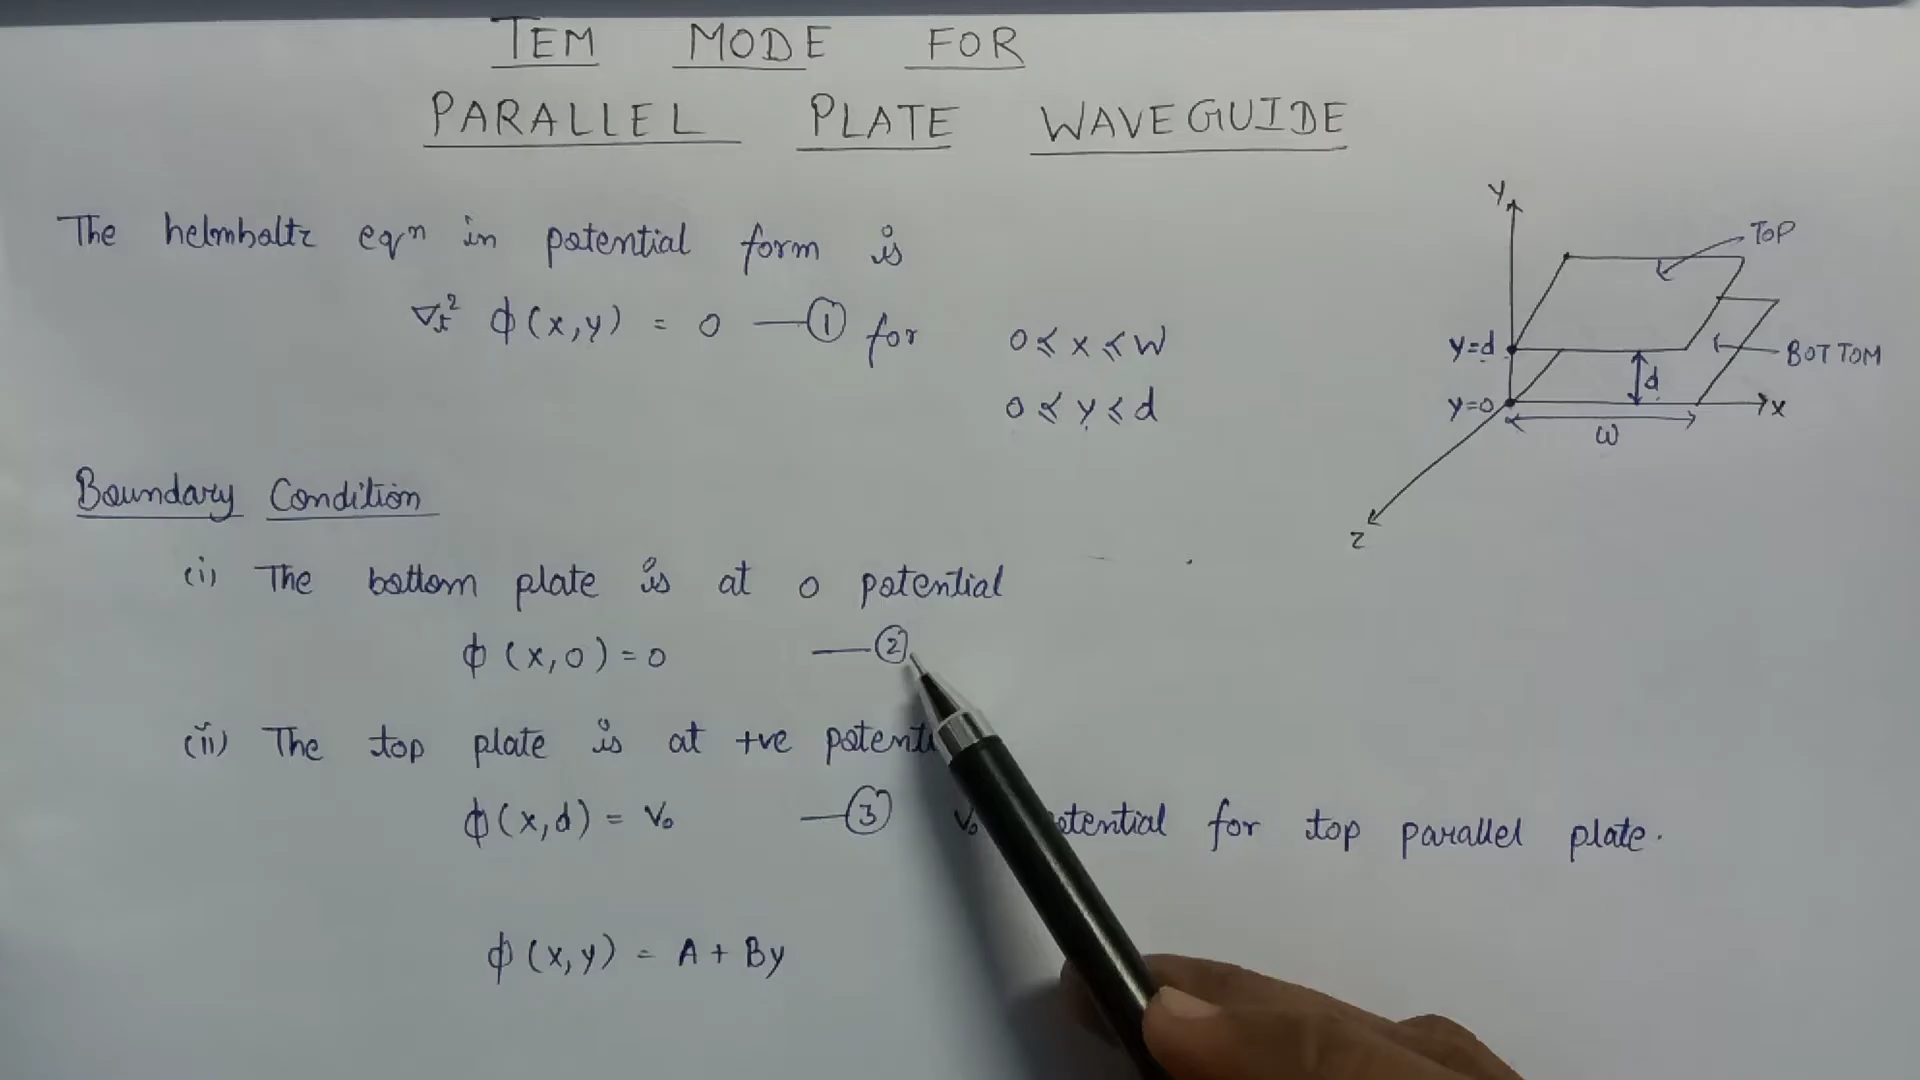 TEM MODE FOR
PARALLEL PLATE WAVEGUIDE
The helmholtz eqⁿ in potential form is
∇ₜ² ϕ(x,y) = 0 —① for 0 ≤ x ≤ W
0 ≤ y ≤ d
Y
TOP
Y=d
BOTTOM
d
Y=0
x
W
Z
Boundary Condition
(i) The bottom plate is at 0 potential
ϕ(x,0) = 0 —②
(ii) The top plate is at +ve
ϕ(x,d) = V₀ —③ V₀ for top parallel plate.
ϕ(x,y) = A + By